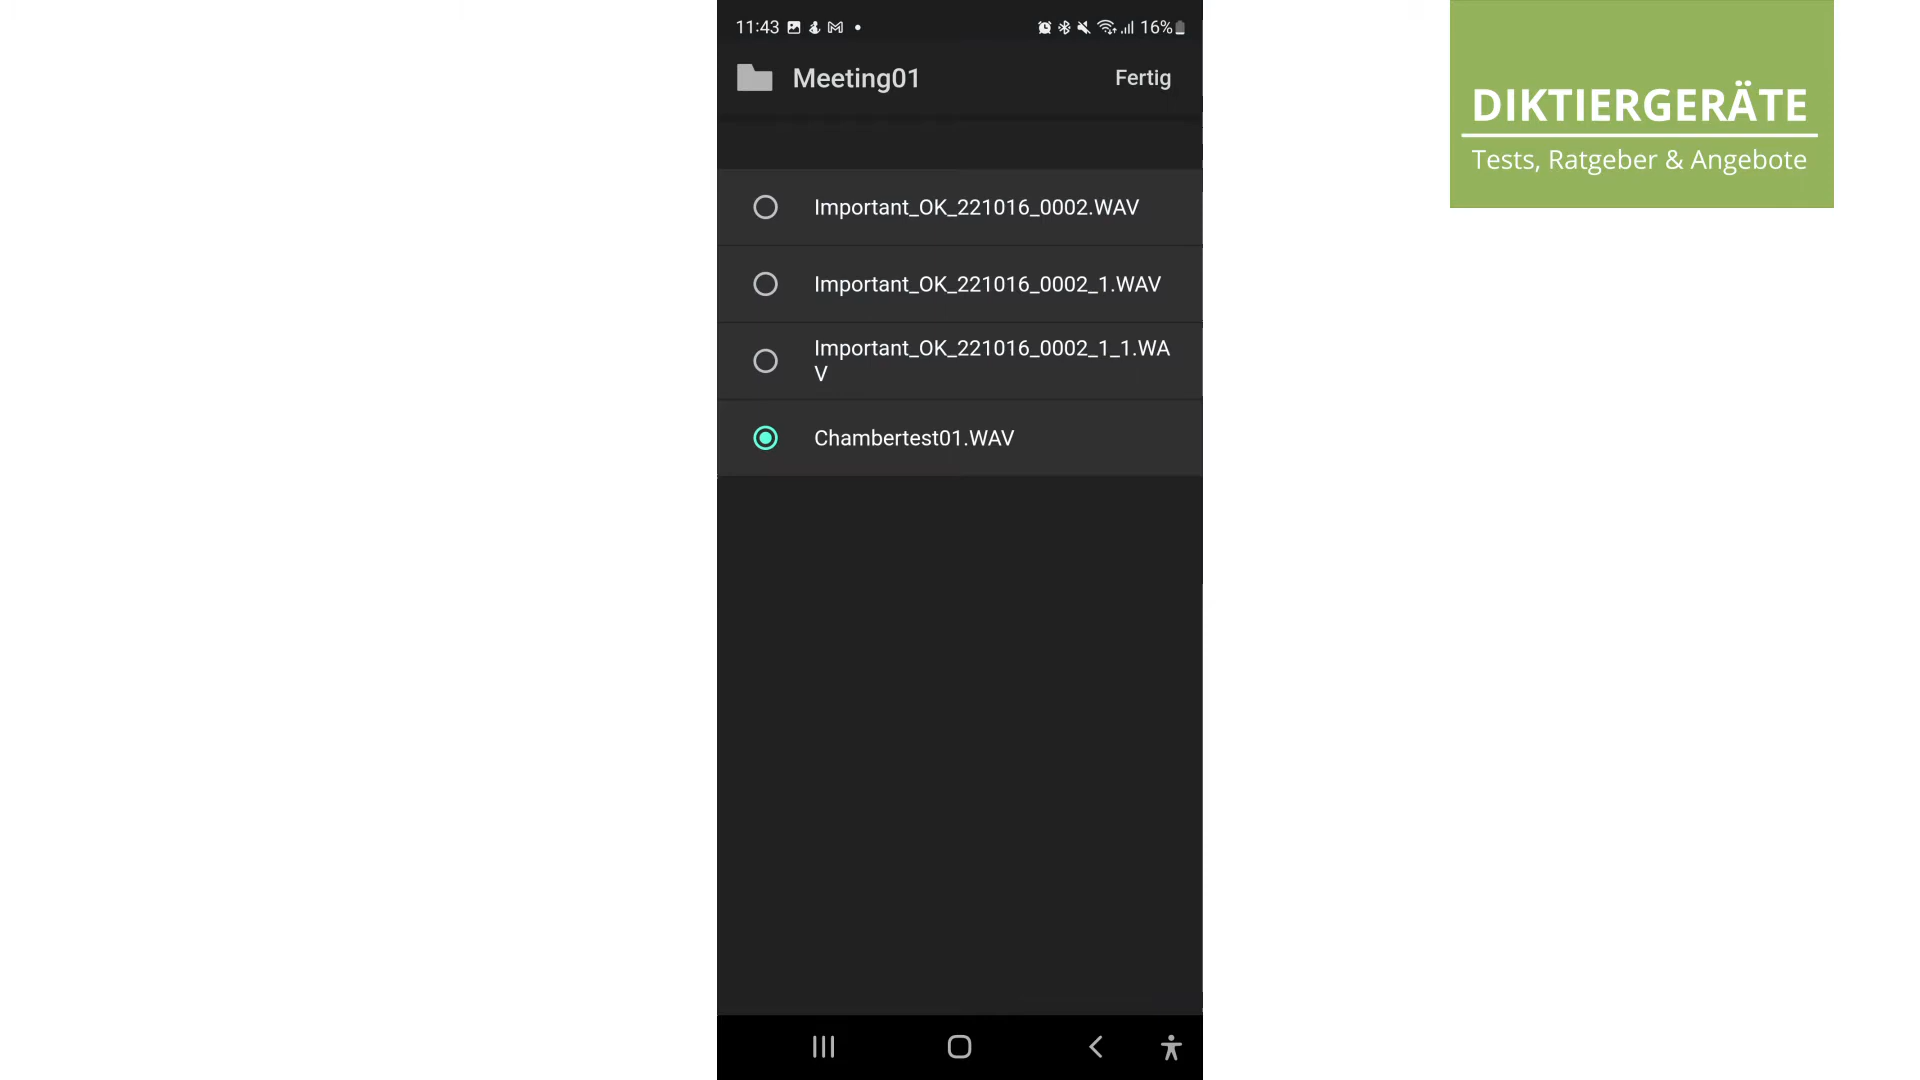 11:43
16%
Meeting01
Fertig
Important_OK_221016_0002.WAV
Important_OK_221016_0002_1.WAV
Important_OK_221016_0002_1_1.WA
V
Chambertest01.WAV
DIKTIERGERÄTE
Tests, Ratgeber & Angebote